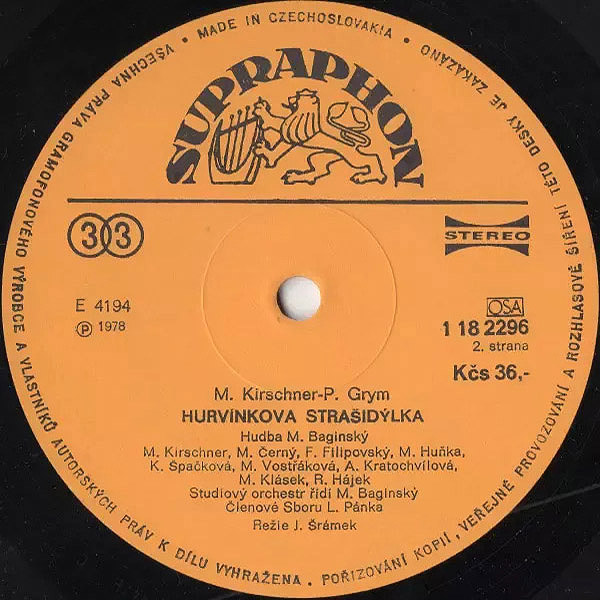 VŠECHNA PRÁVA GRAMOFONOVÉHO VÝROBCE A VLASTNÍKŮ AUTORSKÝCH PRÁV K DÍLU VYHRAŽENA • POŘIZOVÁNÍ KOPIÍ, VEŘEJNÉ PROVOZOVÁNÍ A ROZHLASOVÉ ŠÍŘENÍ TÉTO DESKY JE ZAKÁZÁNO • MADE IN CZECHOSLOVAKIA •
SUPRAPHON
33
STEREO
E 4194
Ⓟ 1978
OSA
1 18 2296
2. strana
Kčs 36,-
M. Kirschner-P. Grym
HURVÍNKOVA STRAŠIDÝLKA
Hudba M. Baginský
M. Kirschner, M. Černý, F. Filipovský, M. Huňka,
K. Špačková, M. Vostřáková, A. Kratochvílová,
M. Klásek, R. Hájek
Studiový orchestr řídí M. Baginský
Členové Sboru L. Pánka
Režie J. Šrámek